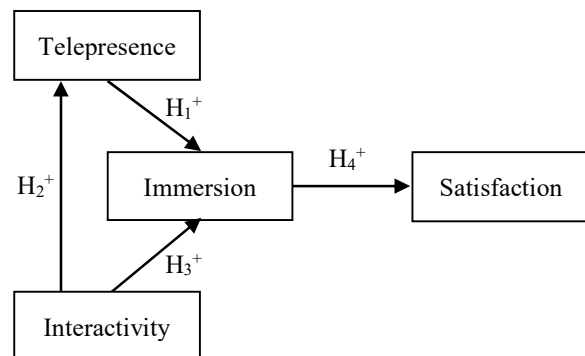 Telepresence
H₁⁺
H₂⁺
Immersion
H₄⁺
Satisfaction
H₃⁺
Interactivity